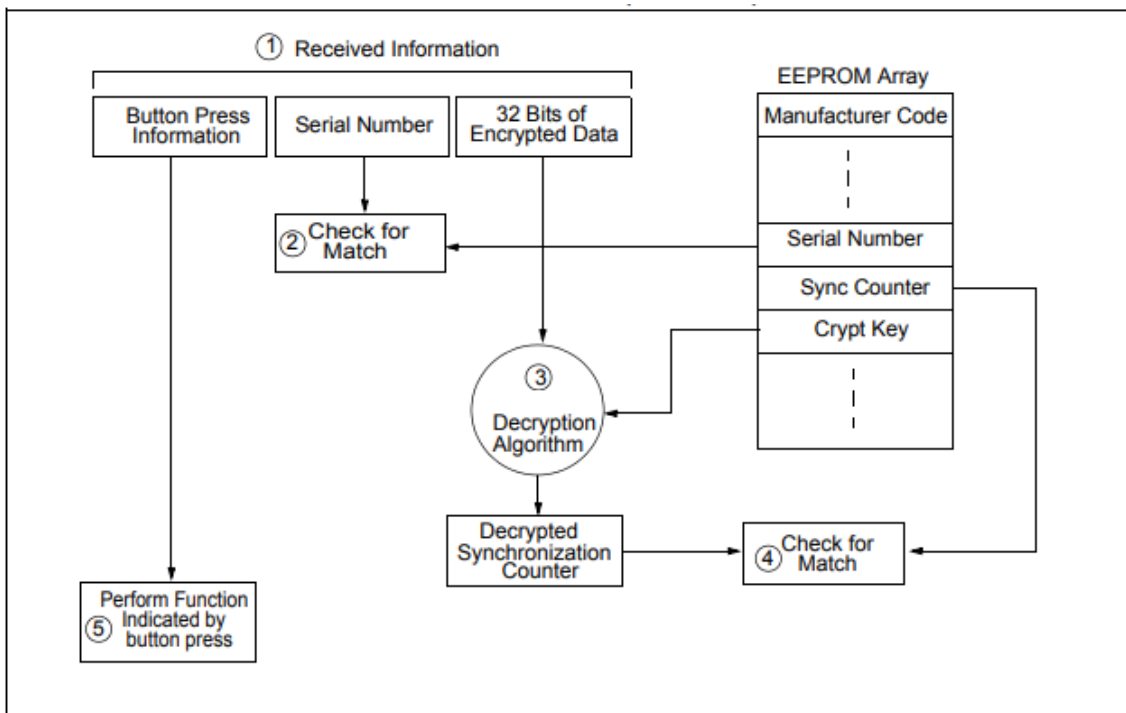 ① Received Information
EEPROM Array
Button Press
Information
Serial Number
32 Bits of
Encrypted Data
Manufacturer Code
② Check for
Match
Serial Number
Sync Counter
Crypt Key
③
Decryption
Algorithm
Decrypted
Synchronization
Counter
④ Check for
Match
Perform Function
⑤ Indicated by
button press